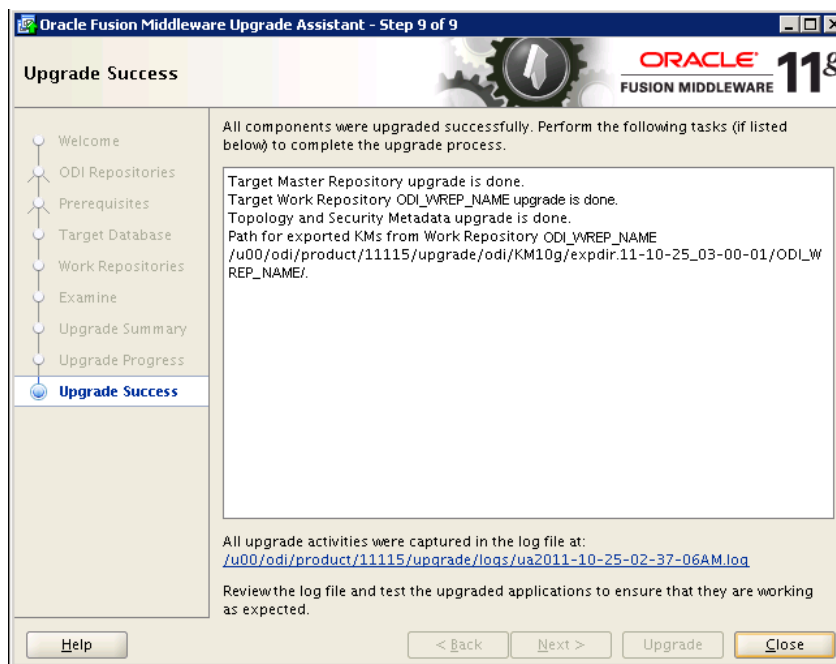 Oracle Fusion Middleware Upgrade Assistant - Step 9 of 9
Upgrade Success
ORACLE
FUSION MIDDLEWARE
11g
Welcome
ODI Repositories
Prerequisites
Target Database
Work Repositories
Examine
Upgrade Summary
Upgrade Progress
Upgrade Success
All components were upgraded successfully. Perform the following tasks (if listed
below) to complete the upgrade process.
Target Master Repository upgrade is done.
Target Work Repository ODI_WREP_NAME upgrade is done.
Topology and Security Metadata upgrade is done.
Path for exported KMs from Work Repository ODI_WREP_NAME
/u00/odi/product/11115/upgrade/odi/KM10g/expdir.11-10-25_03-00-01/ODI_W
REP_NAME/.
All upgrade activities were captured in the log file at:
/u00/odi/product/11115/upgrade/logs/ua2011-10-25-02-37-06AM.log
Review the log file and test the upgraded applications to ensure that they are working
as expected.
Help
< Back
Next >
Upgrade
Close